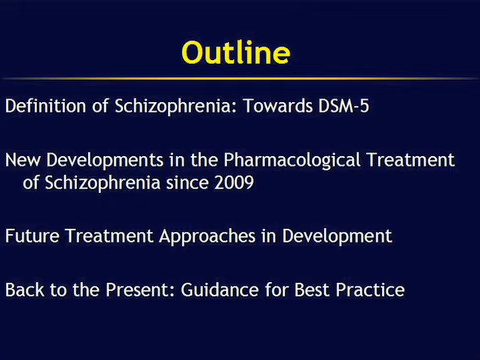 Outline
Definition of Schizophrenia: Towards DSM-5
New Developments in the Pharmacological Treatment
of Schizophrenia since 2009
Future Treatment Approaches in Development
Back to the Present: Guidance for Best Practice